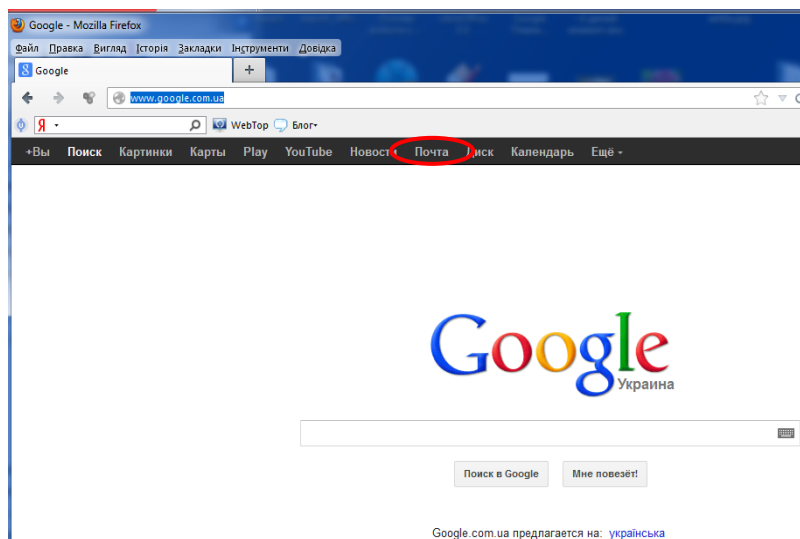 Google - Mozilla Firefox
Файл Правка Вигляд Історія Закладки Інструменти Довідка
Google +
www.google.com.ua
Я WebTop Блог
+Вы Поиск Картинки Карты Play YouTube Новости Почта Диск Календарь Ещё
Google
Украина
Поиск в Google Мне повезёт!
Google.com.ua предлагается на: українська